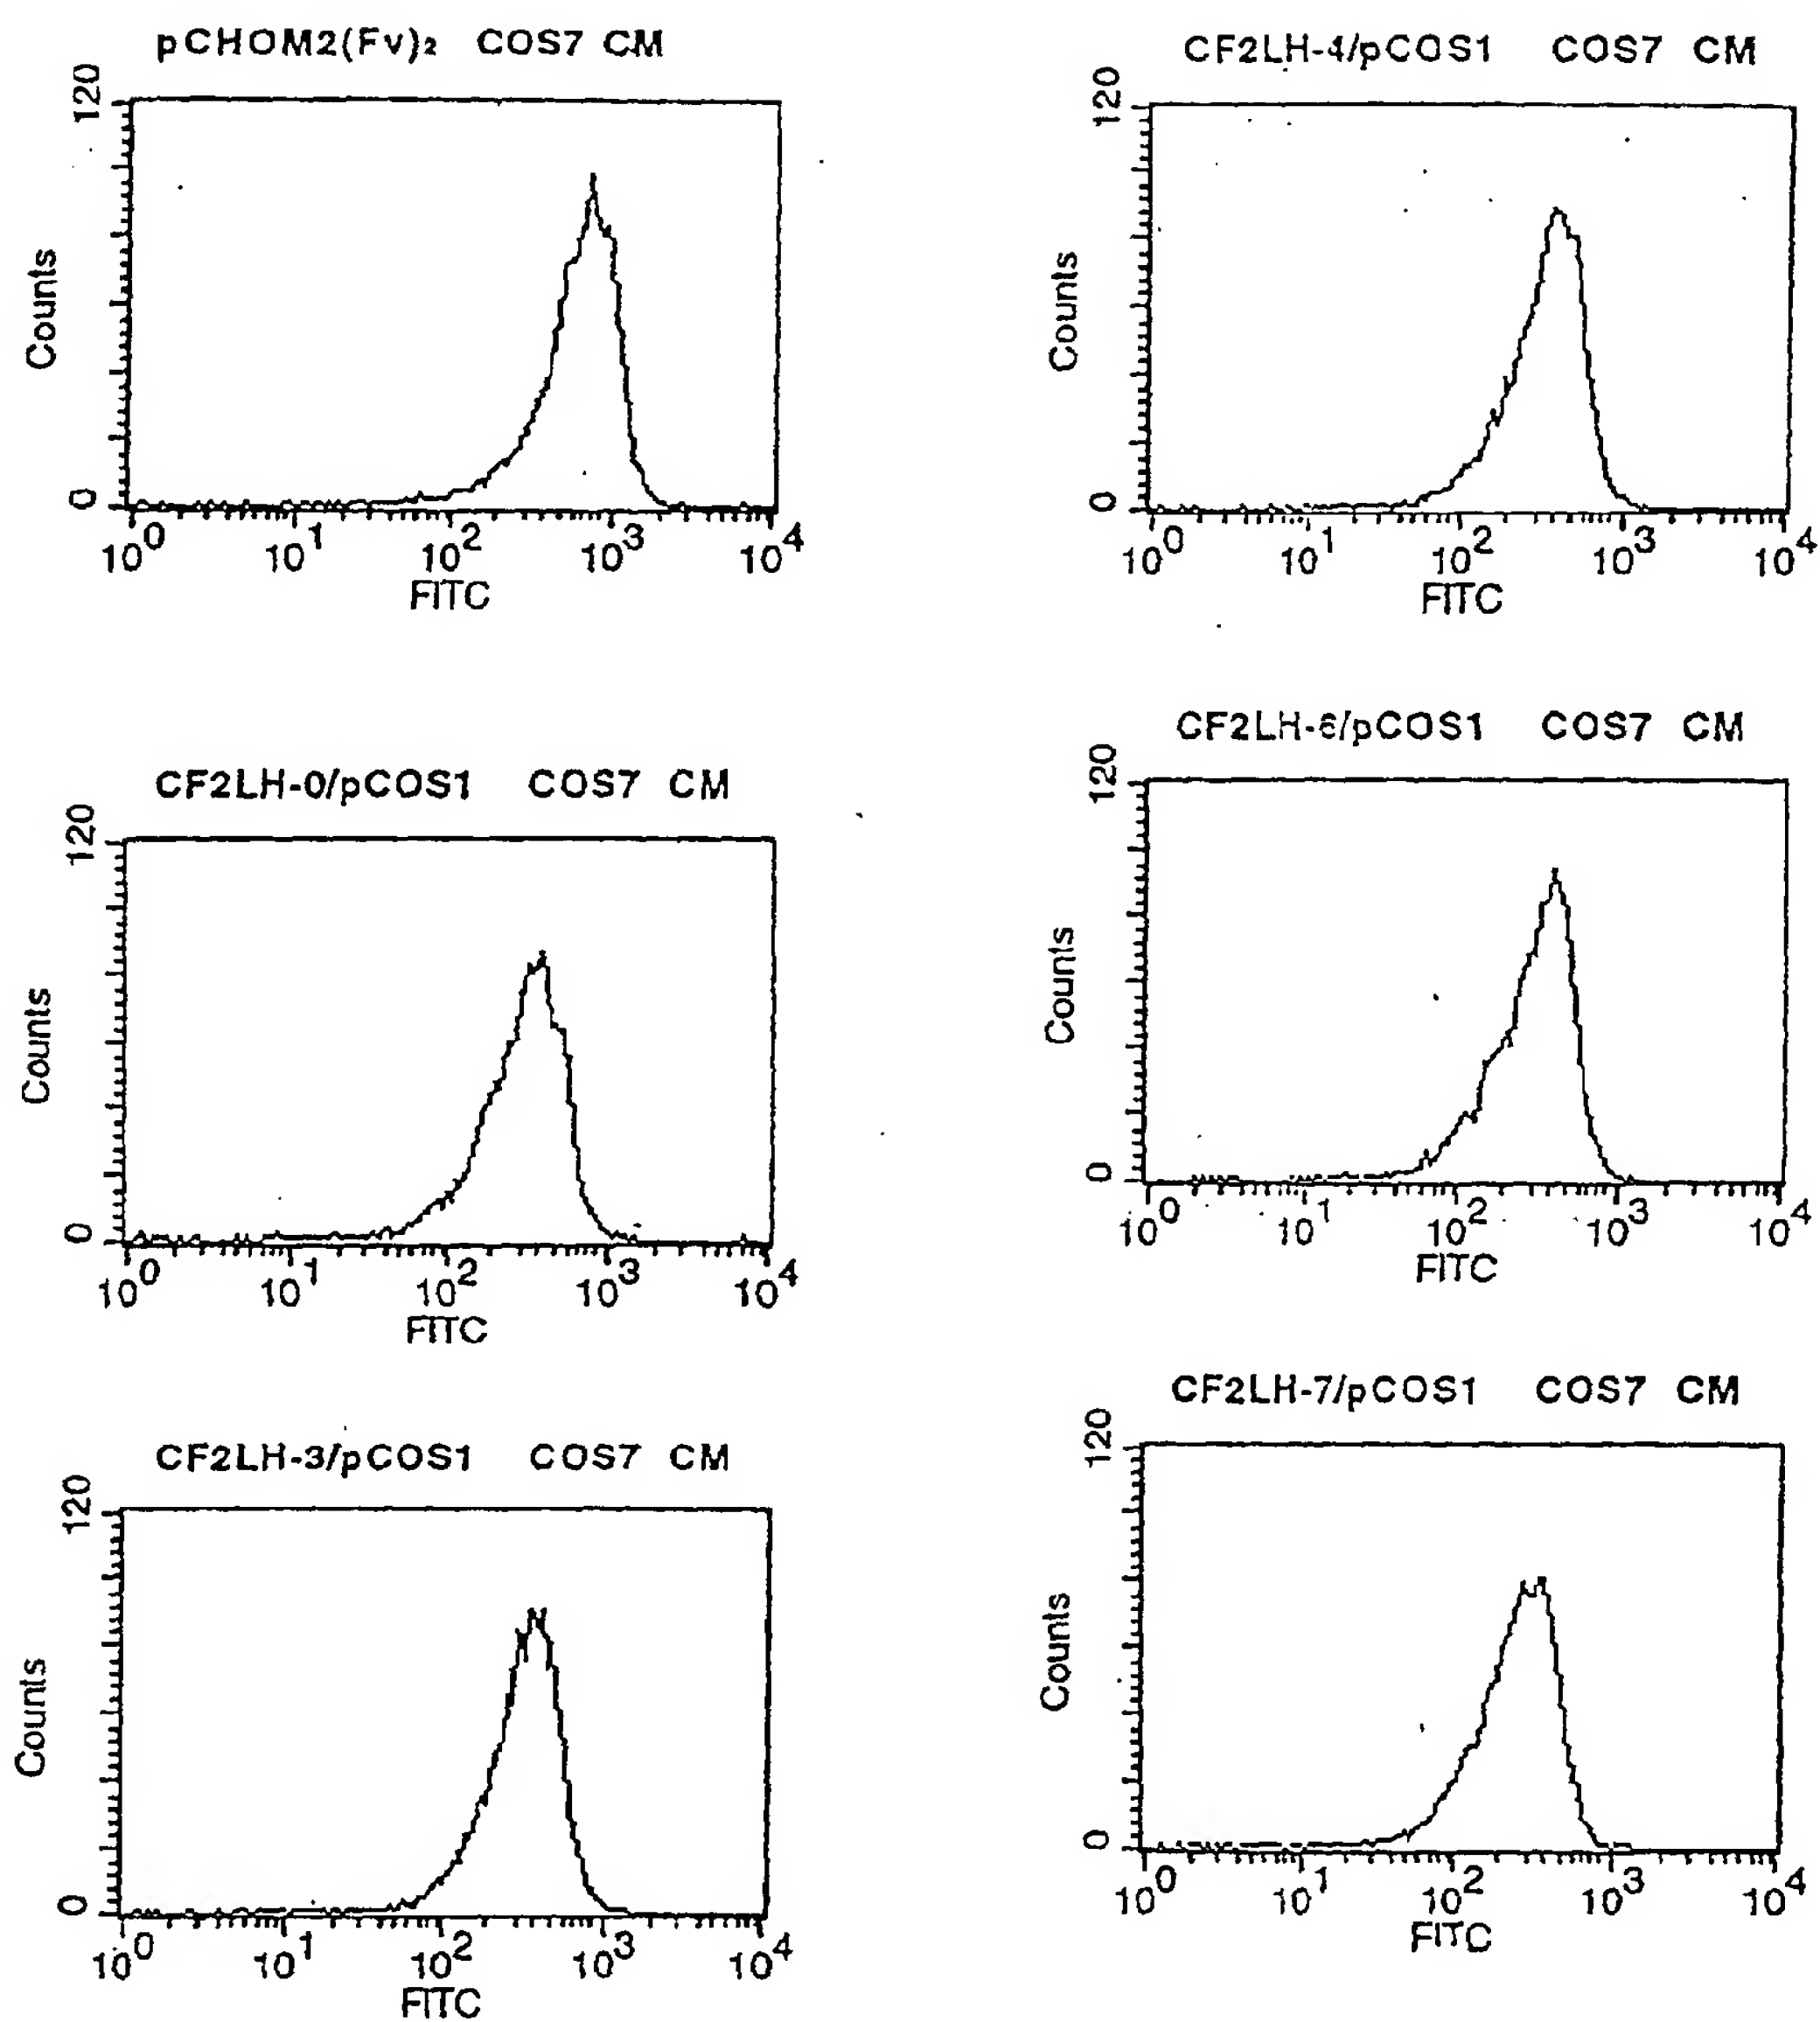 pCHOM2(Fv)₂ COS7 CM
120
Counts
0
10⁰ 10¹ 10² 10³ 10⁴
FITC
CF2LH-0/pCOS1 COS7 CM
120
Counts
0
10⁰ 10¹ 10² 10³ 10⁴
FITC
CF2LH-3/pCOS1 COS7 CM
120
Counts
0
10⁰ 10¹ 10² 10³ 10⁴
FITC
CF2LH-4/pCOS1 COS7 CM
120
Counts
0
10⁰ 10¹ 10² 10³ 10⁴
FITC
CF2LH-6/pCOS1 COS7 CM
120
Counts
0
10⁰ 10¹ 10² 10³ 10⁴
FITC
CF2LH-7/pCOS1 COS7 CM
120
Counts
0
10⁰ 10¹ 10² 10³ 10⁴
FITC